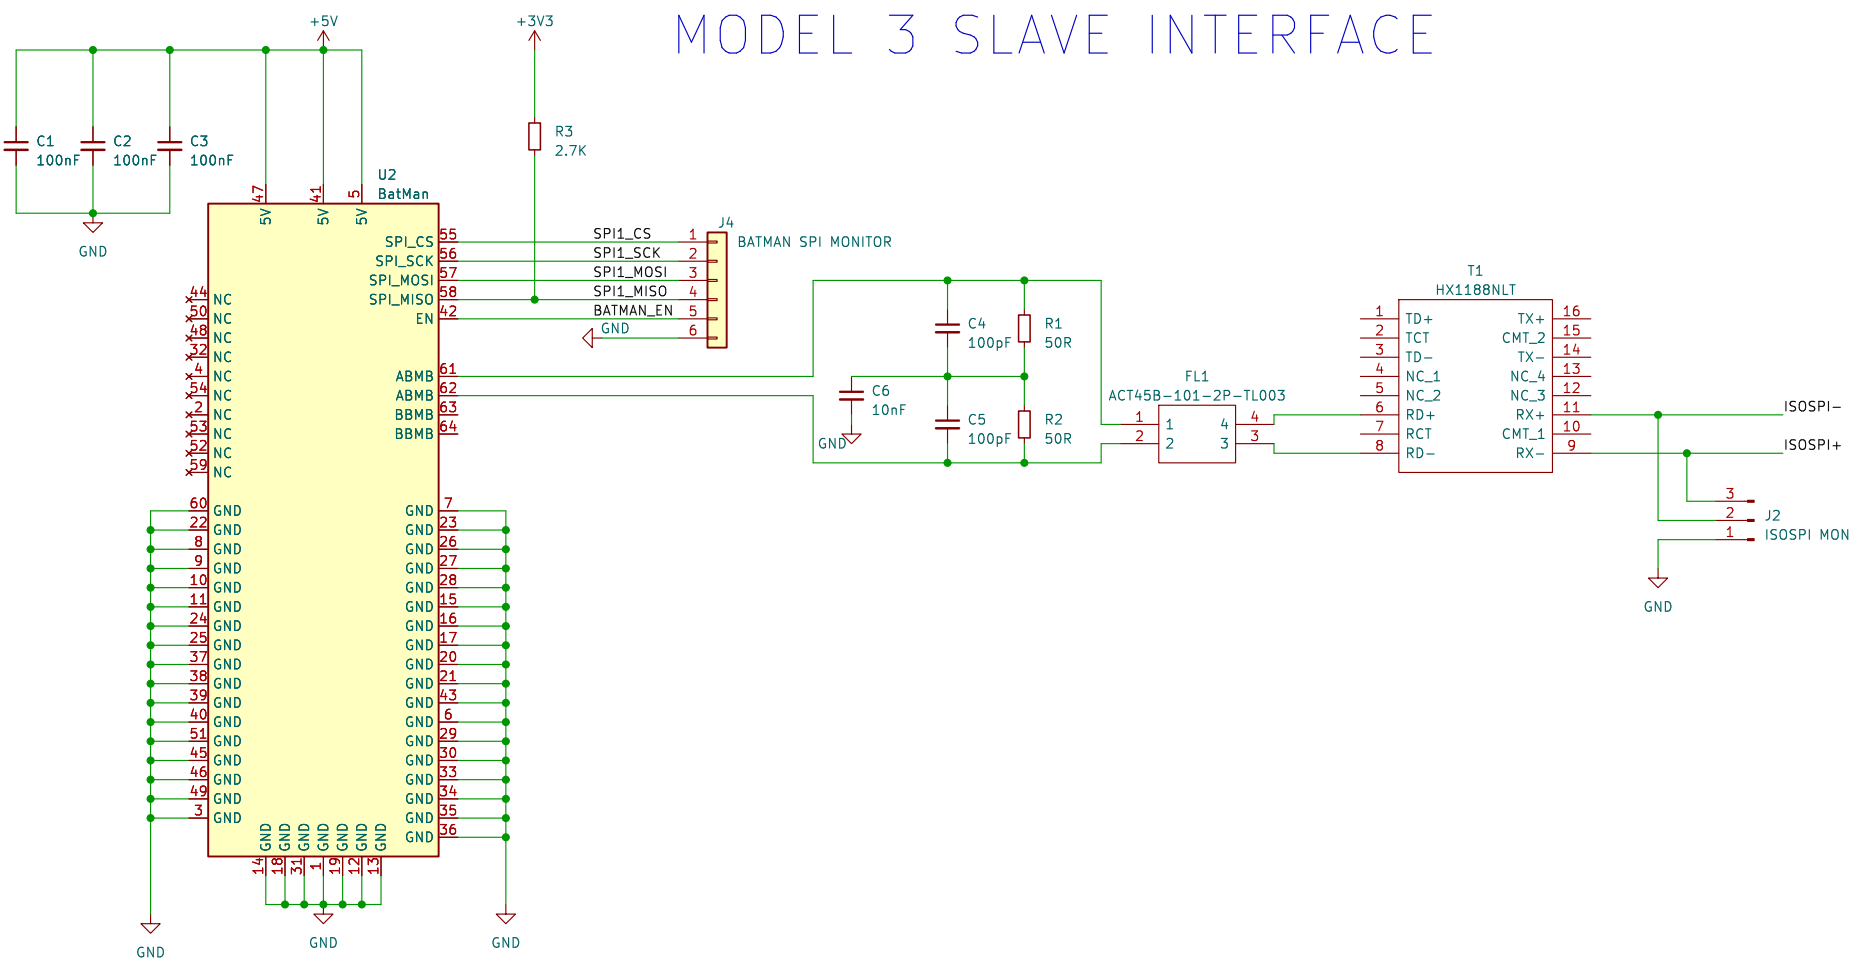 MODEL 3 SLAVE INTERFACE
+5V
+3V3
C1
100nF
C2
100nF
C3
100nF
GND
R3
2.7K
U2
BatMan
47
41
5
5V
5V
5V
SPI_CS 55
SPI_SCK 56
SPI_MOSI 57
SPI_MISO 58
EN 42
ABMB 61
ABMB 62
BBMB 63
BBMB 64
44 NC
50 NC
48 NC
32 NC
4 NC
54 NC
2 NC
53 NC
52 NC
59 NC
60 GND
22 GND
8 GND
9 GND
10 GND
11 GND
24 GND
25 GND
37 GND
38 GND
39 GND
40 GND
51 GND
45 GND
46 GND
49 GND
3 GND
GND 7
GND 23
GND 26
GND 27
GND 28
GND 15
GND 16
GND 17
GND 20
GND 21
GND 43
GND 6
GND 29
GND 30
GND 33
GND 34
GND 35
GND 36
GND GND GND GND GND GND GND
14 18 31 1 19 12 13
GND
GND
GND
SPI1_CS 1
SPI1_SCK 2
SPI1_MOSI 3
SPI1_MISO 4
BATMAN_EN 5
GND 6
J4
BATMAN SPI MONITOR
C4
100pF
R1
50R
C6
10nF
GND
C5
100pF
R2
50R
FL1
ACT45B-101-2P-TL003
1 1 4 4
2 2 3 3
T1
HX1188NLT
1 TD+ TX+ 16
2 TCT CMT_2 15
3 TD- TX- 14
4 NC_1 NC_4 13
5 NC_2 NC_3 12
6 RD+ RX+ 11
7 RCT CMT_1 10
8 RD- RX- 9
ISOSPI-
ISOSPI+
3
2
1
J2
ISOSPI MON
GND